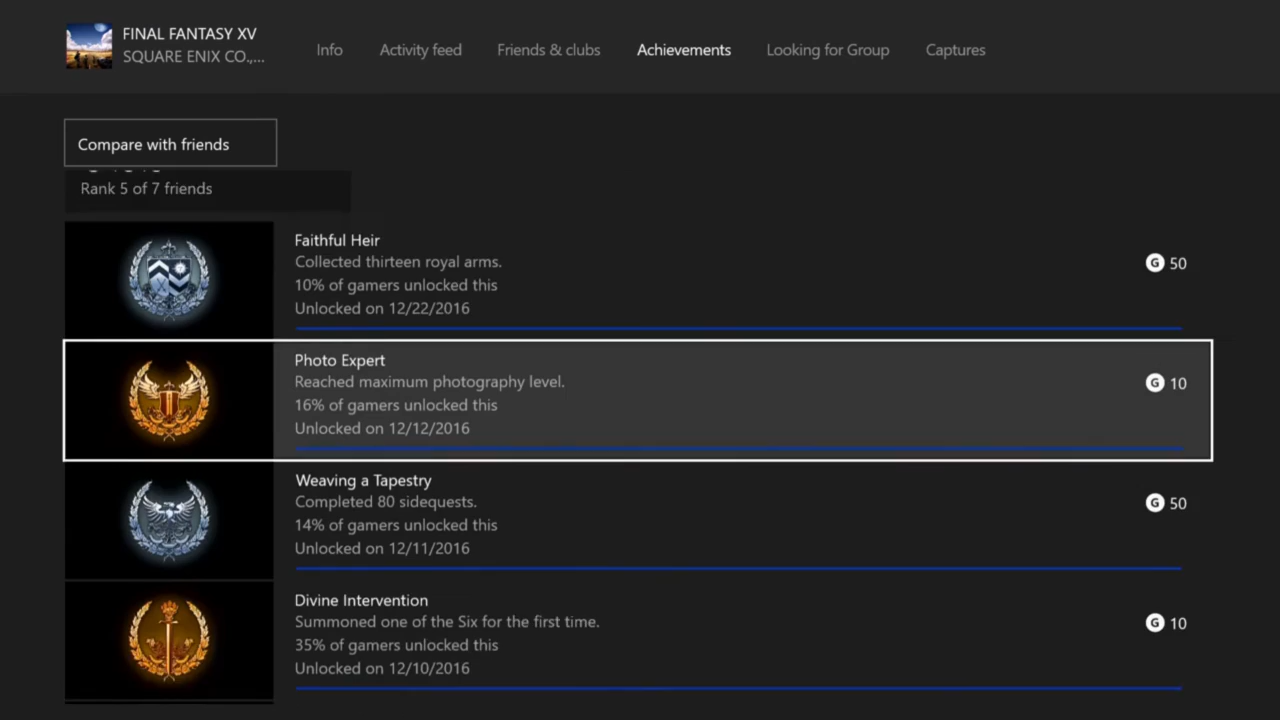 FINAL FANTASY XV
SQUARE ENIX CO.,...
Info
Activity feed
Friends & clubs
Achievements
Looking for Group
Captures
Compare with friends
Rank 5 of 7 friends
Faithful Heir
Collected thirteen royal arms.
10% of gamers unlocked this
Unlocked on 12/22/2016
G 50
Photo Expert
Reached maximum photography level.
16% of gamers unlocked this
Unlocked on 12/12/2016
G 10
Weaving a Tapestry
Completed 80 sidequests.
14% of gamers unlocked this
Unlocked on 12/11/2016
G 50
Divine Intervention
Summoned one of the Six for the first time.
35% of gamers unlocked this
Unlocked on 12/10/2016
G 10